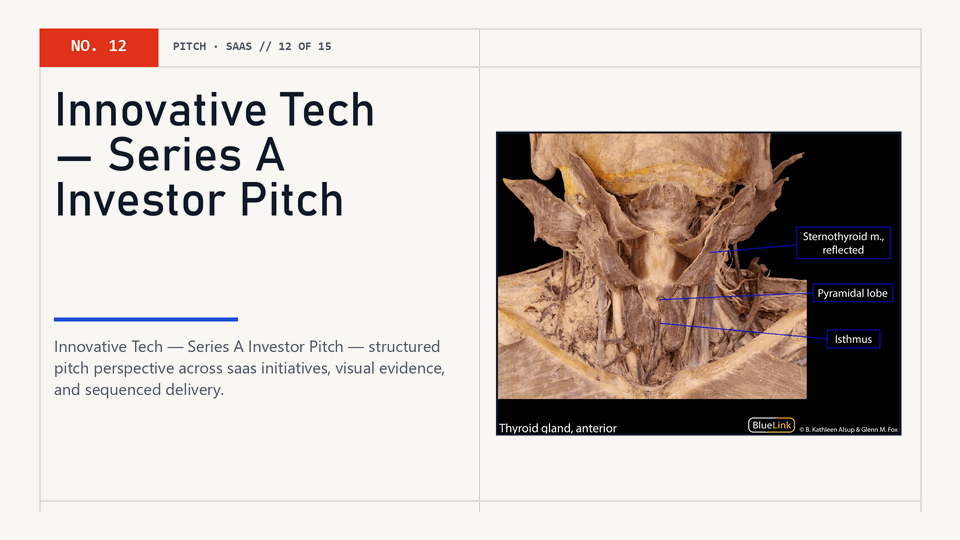 NO. 12
PITCH · SAAS // 12 OF 15
Innovative Tech
— Series A
Investor Pitch
Innovative Tech — Series A Investor Pitch — structured
pitch perspective across saas initiatives, visual evidence,
and sequenced delivery.
Sternothyroid m.,
reflected
Pyramidal lobe
Isthmus
Thyroid gland, anterior
BlueLink
© B. Kathleen Alsup & Glenn M. Fox